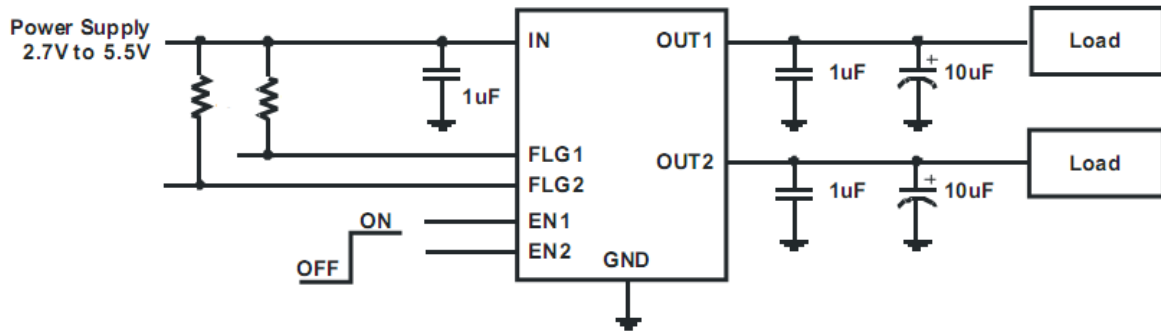 Power Supply
2.7V to 5.5V
IN
OUT1
Load
1uF
1uF
10uF
FLG1
OUT2
Load
FLG2
1uF
10uF
ON
EN1
OFF
EN2
GND